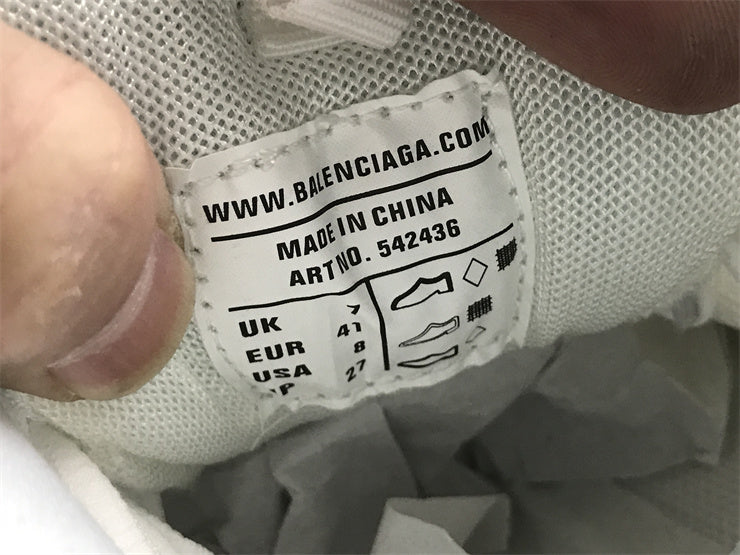 WWW.BALENCIAGA.COM
MADE IN CHINA
ART NO. 542436
UK 7
EUR 41
USA 8
P 27